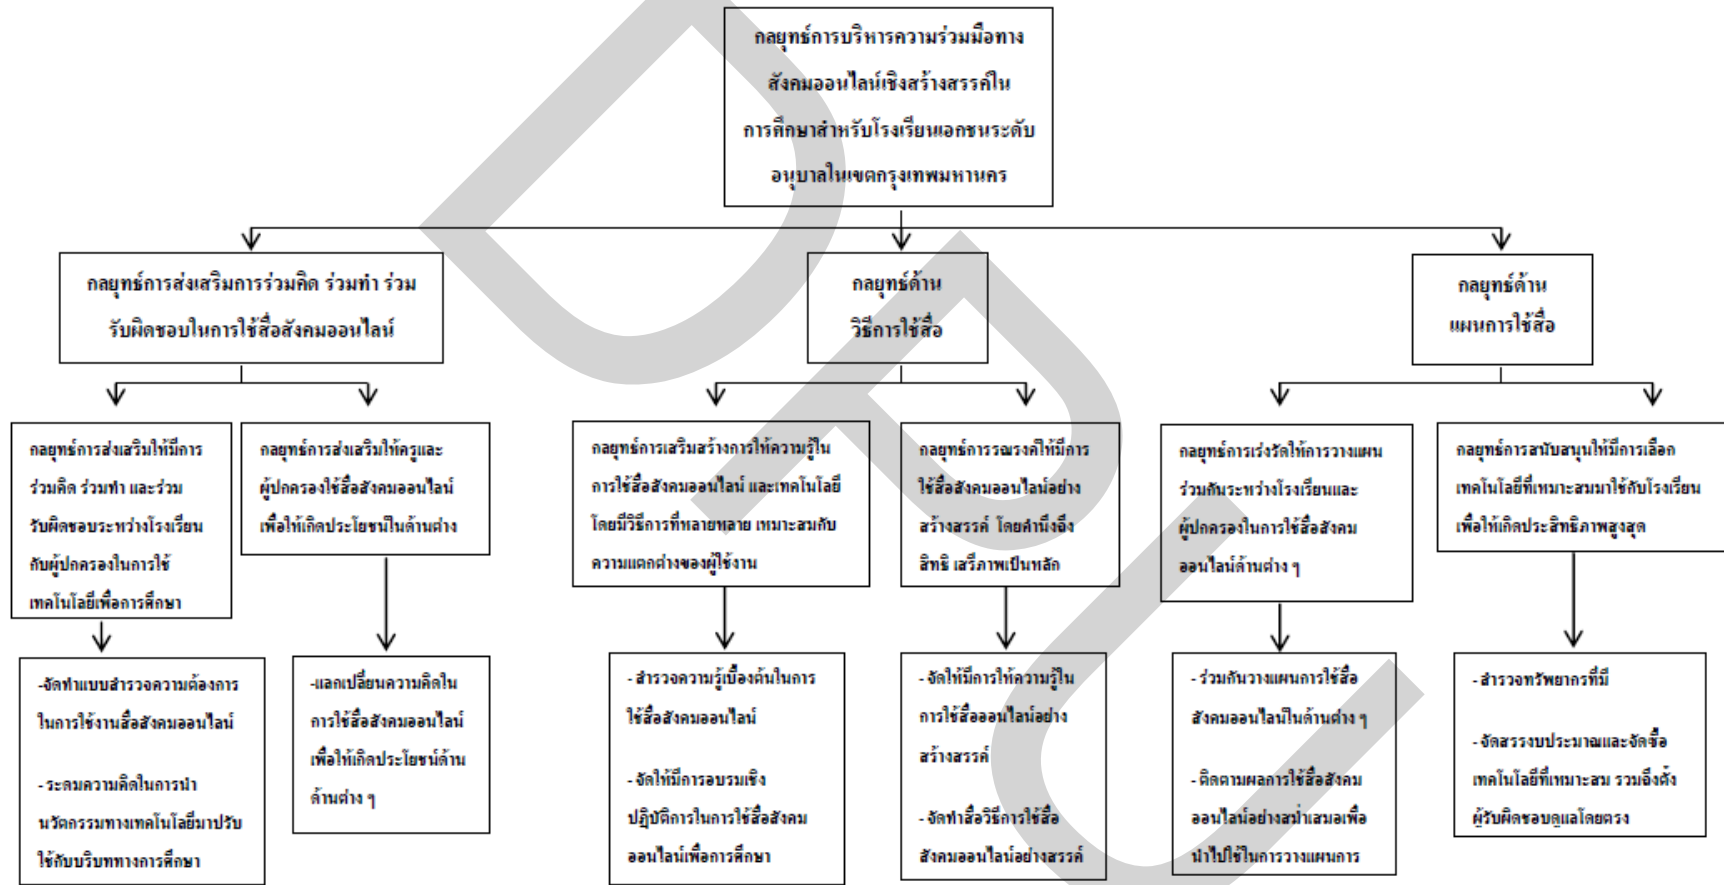 กลยุทธ์การบริหารความร่วมมือทาง
สังคมออนไลน์เชิงสร้างสรรค์ใน
การศึกษาสำหรับโรงเรียนเอกชนระดับ
อนุบาลในเขตกรุงเทพมหานคร
กลยุทธ์การส่งเสริมการร่วมคิด ร่วมทำ ร่วม
รับผิดชอบในการใช้สื่อสังคมออนไลน์
กลยุทธ์ด้าน
วิธีการใช้สื่อ
กลยุทธ์ด้าน
แผนการใช้สื่อ
กลยุทธ์การส่งเสริมให้มีการ
ร่วมคิด ร่วมทำ และร่วม
รับผิดชอบระหว่างโรงเรียน
กับผู้ปกครองในการใช้
เทคโนโลยีเพื่อการศึกษา
กลยุทธ์การส่งเสริมให้ครูและ
ผู้ปกครองใช้สื่อสังคมออนไลน์
เพื่อให้เกิดประโยชน์ในด้านต่าง
กลยุทธ์การเสริมสร้างการให้ความรู้ใน
การใช้สื่อสังคมออนไลน์ และเทคโนโลยี
โดยมีวิธีการที่หลายหลาย เหมาะสมกับ
ความแตกต่างของผู้ใช้งาน
กลยุทธ์การรณรงค์ให้มีการ
ใช้สื่อสังคมออนไลน์อย่าง
สร้างสรรค์ โดยคำนึงถึง
สิทธิ เสรีภาพเป็นหลัก
กลยุทธ์การเร่งรัดให้การวางแผน
ร่วมกันระหว่างโรงเรียนและ
ผู้ปกครองในการใช้สื่อสังคม
ออนไลน์ด้านต่าง ๆ
กลยุทธ์การสนับสนุนให้มีการเลือก
เทคโนโลยีที่เหมาะสมมาใช้กับโรงเรียน
เพื่อให้เกิดประสิทธิภาพสูงสุด
-จัดทำแบบสำรวจความต้องการ
ในการใช้งานสื่อสังคมออนไลน์
- ระดมความคิดในการนำ
นวัตกรรมทางเทคโนโลยีมาปรับ
ใช้กับบริบททางการศึกษา
-แลกเปลี่ยนความคิดใน
การใช้สื่อสังคมออนไลน์
เพื่อให้เกิดประโยชน์ด้าน
ด้านต่าง ๆ
- สำรวจความรู้เบื้องต้นในการ
ใช้สื่อสังคมออนไลน์
- จัดให้มีการอบรมเชิง
ปฏิบัติการในการใช้สื่อสังคม
ออนไลน์เพื่อการศึกษา
- จัดให้มีการให้ความรู้ใน
การใช้สื่อออนไลน์อย่าง
สร้างสรรค์
- จัดทำสื่อวิธีการใช้สื่อ
สังคมออนไลน์อย่างสรรค์
- ร่วมกันวางแผนการใช้สื่อ
สังคมออนไลน์ในด้านต่าง ๆ
- ติดตามผลการใช้สื่อสังคม
ออนไลน์อย่างสม่ำเสมอเพื่อ
นำไปใช้ในการวางแผนการ
- สำรวจทรัพยากรที่มี
- จัดสรรงบประมาณและจัดซื้อ
เทคโนโลยีที่เหมาะสม รวมถึงตั้ง
ผู้รับผิดชอบดูแลโดยตรง
DPU